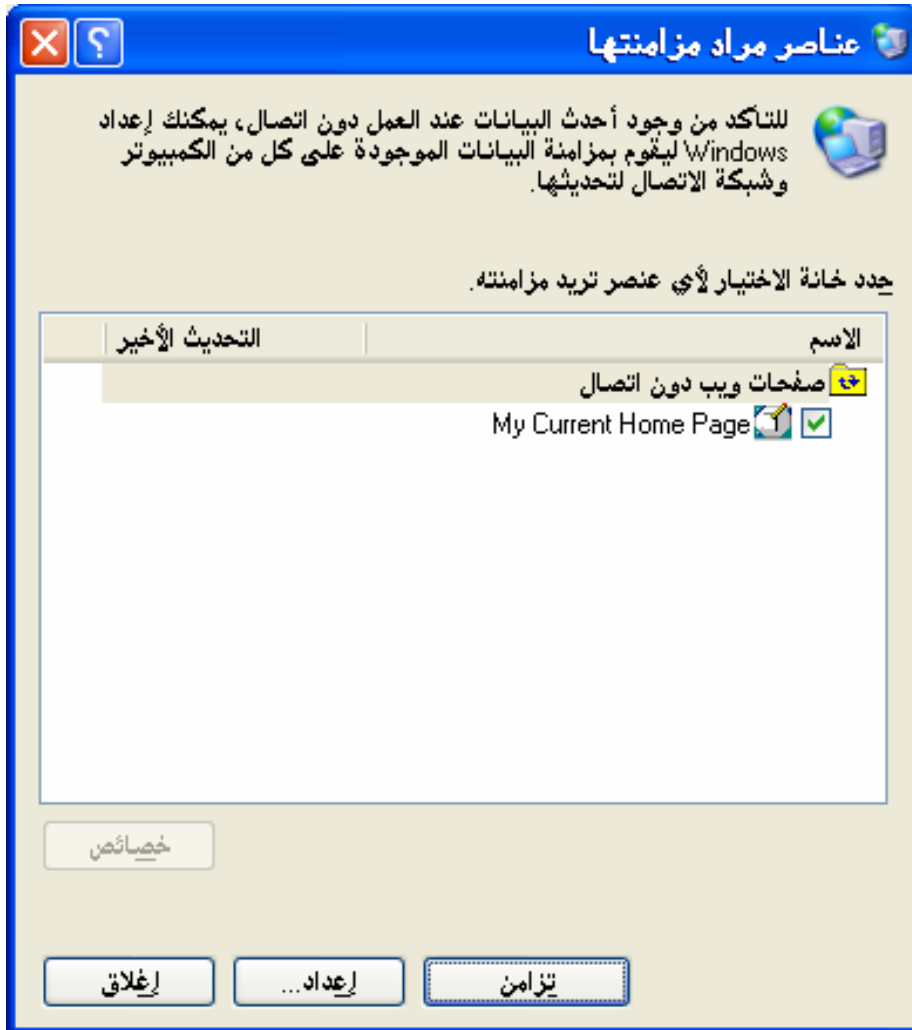 عناصر مراد مزامنتها
للتأكد من وجود أحدث البيانات عند العمل دون اتصال، يمكنك إعداد
Windows ليقوم بمزامنة البيانات الموجودة على كل من الكمبيوتر
وشبكة الاتصال لتحديثها.
حدد خانة الاختيار لأي عنصر تريد مزامنته.
الاسم التحديث الأخير
صفحات ويب دون اتصال
My Current Home Page
خصائص
تزامن إعداد... إغلاق